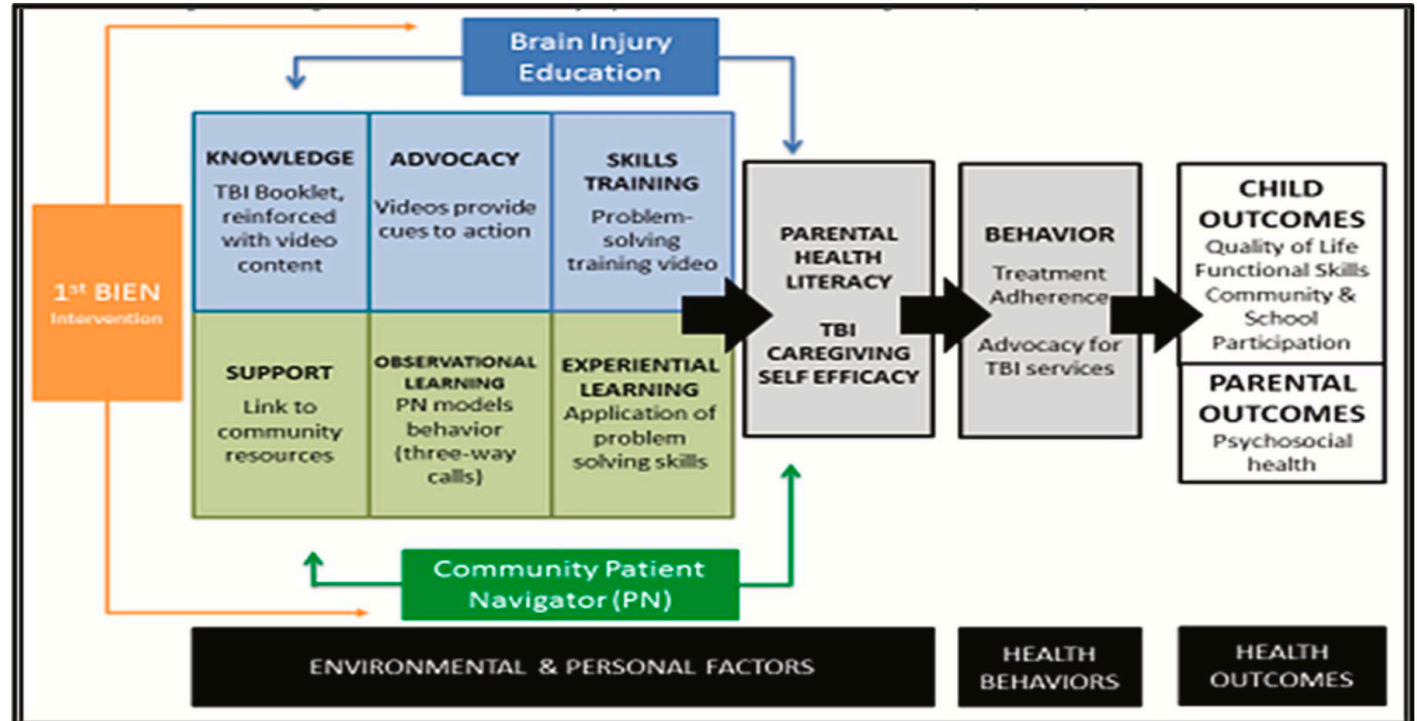 Brain Injury
Education
KNOWLEDGE
TBI Booklet,
reinforced
with video
content
ADVOCACY
Videos provide
cues to action
SKILLS
TRAINING
Problem-
solving
training video
1st BIEN
Intervention
SUPPORT
Link to
community
resources
OBSERVATIONAL
LEARNING
PN models
behavior
(three-way
calls)
EXPERIENTIAL
LEARNING
Application of
problem
solving skills
PARENTAL
HEALTH
LITERACY
TBI
CAREGIVING
SELF EFFICACY
BEHAVIOR
Treatment
Adherence
Advocacy for
TBI services
CHILD
OUTCOMES
Quality of Life
Functional Skills
Community &
School
Participation
PARENTAL
OUTCOMES
Psychosocial
health
Community Patient
Navigator (PN)
ENVIRONMENTAL & PERSONAL FACTORS
HEALTH
BEHAVIORS
HEALTH
OUTCOMES